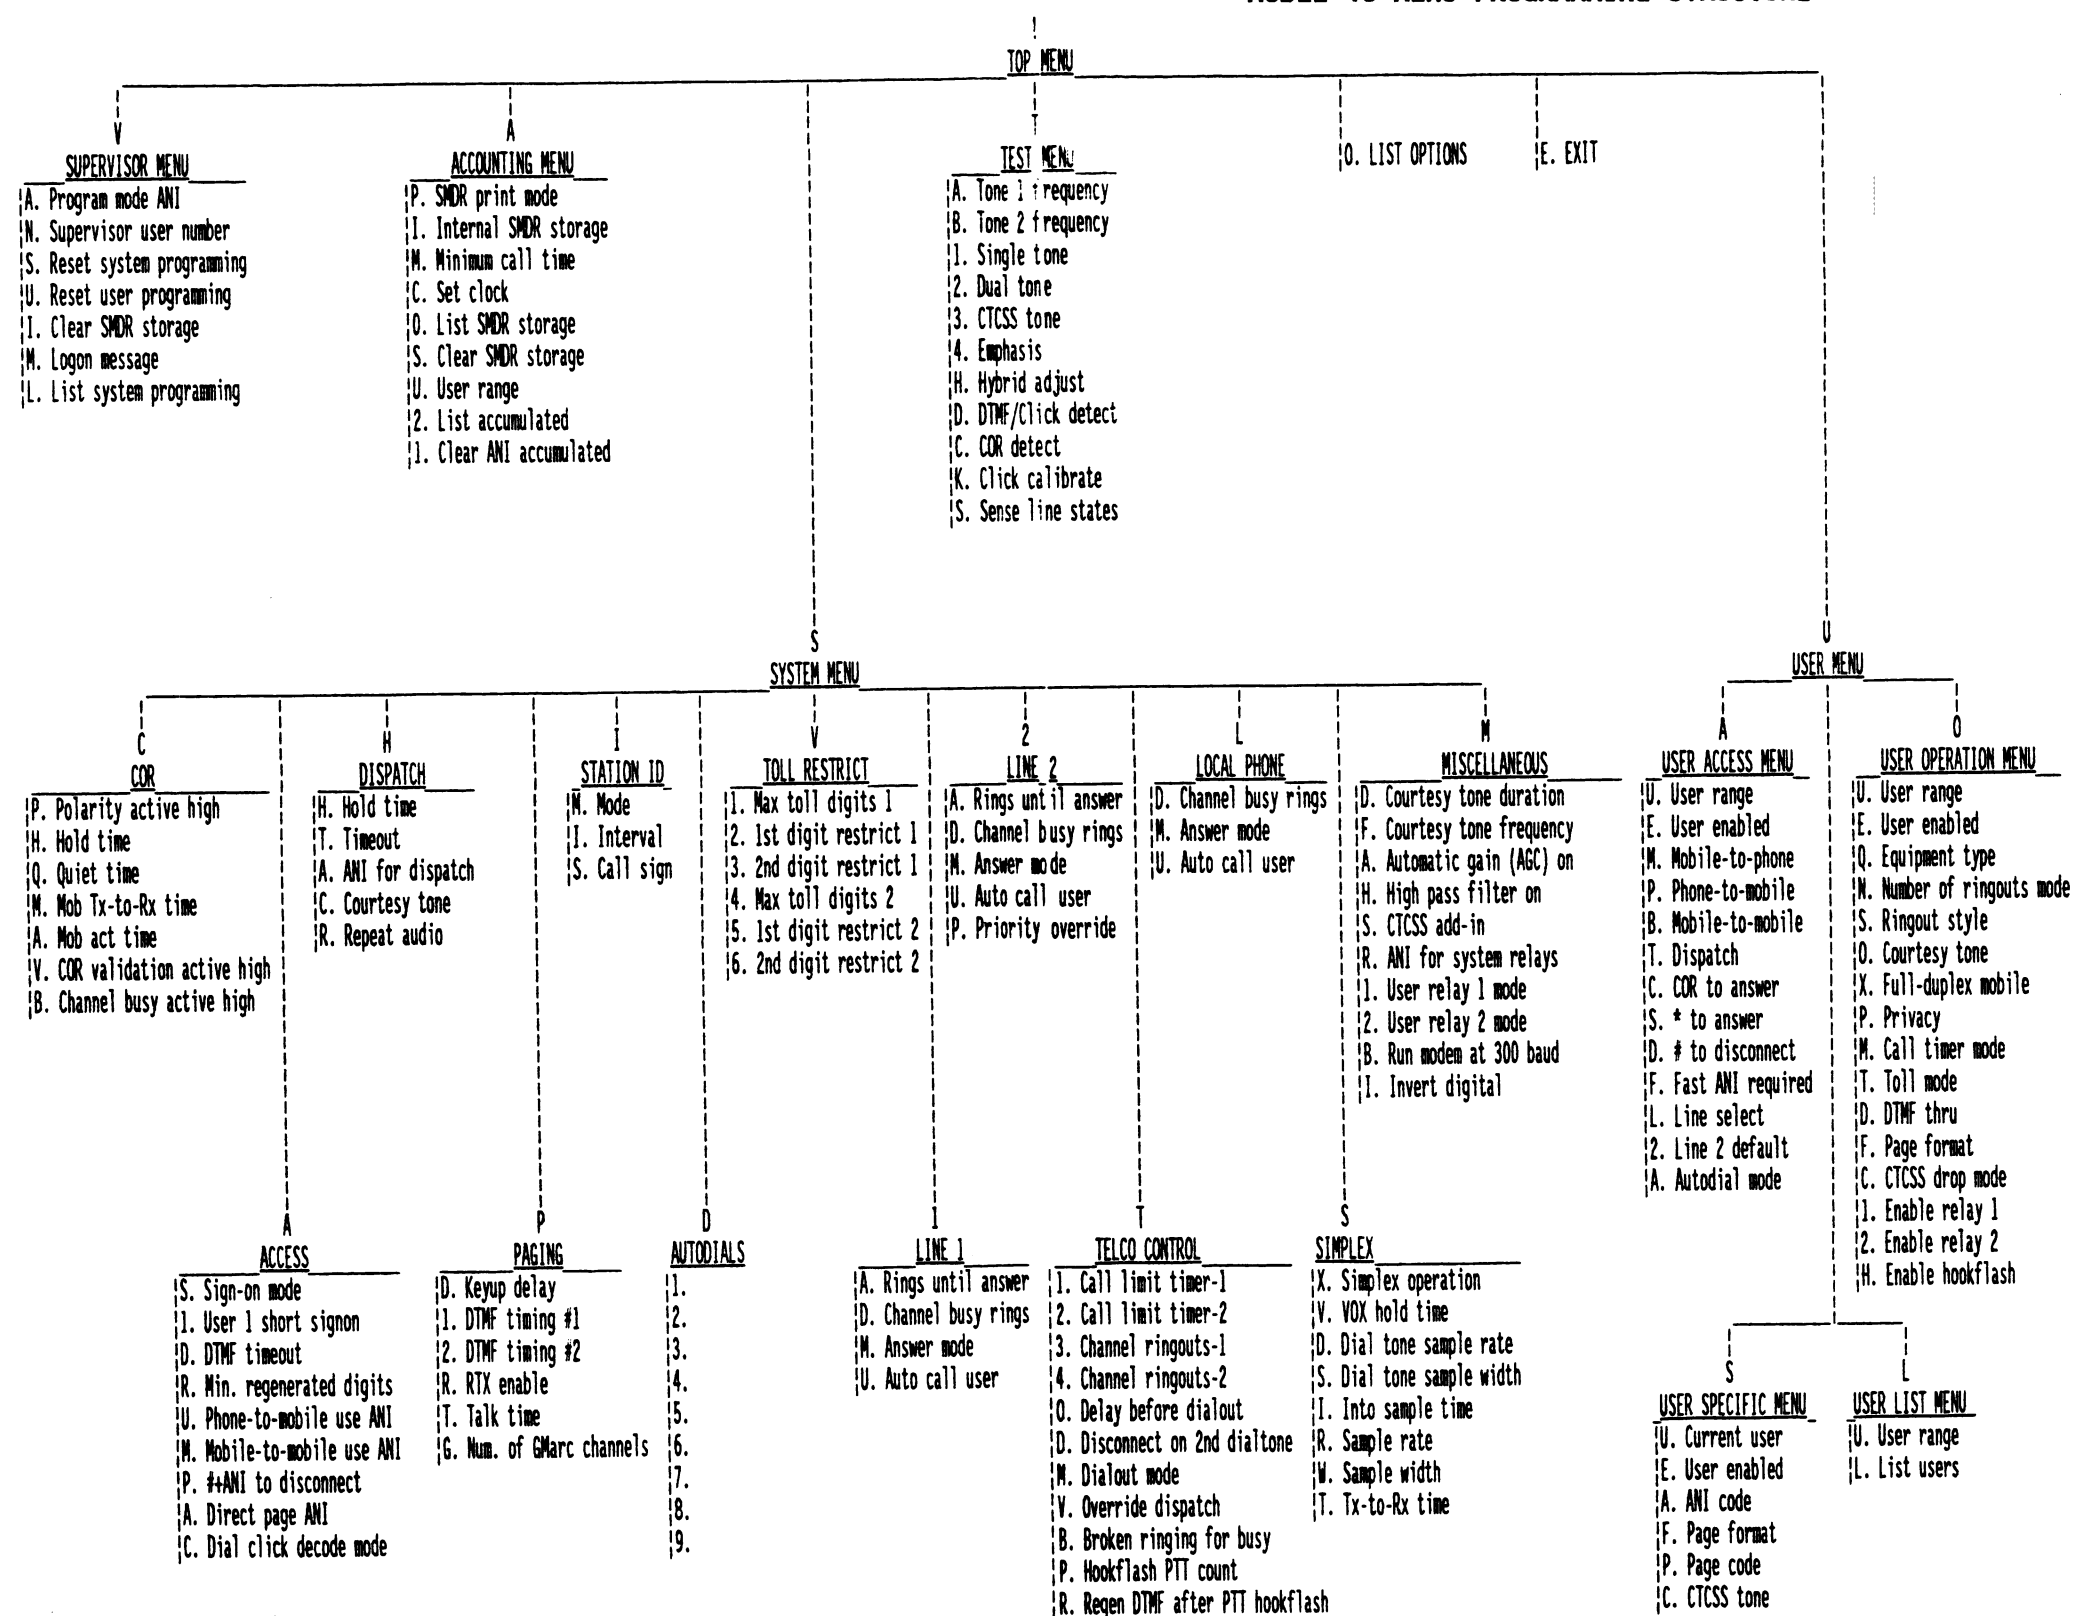 TOP MENU
V
SUPERVISOR MENU
A. Program mode ANI
N. Supervisor user number
S. Reset system programming
U. Reset user programming
I. Clear SMDR storage
M. Logon message
L. List system programming
A
ACCOUNTING MENU
P. SMDR print mode
I. Internal SMDR storage
M. Minimum call time
C. Set clock
O. List SMDR storage
S. Clear SMDR storage
U. User range
2. List accumulated
1. Clear ANI accumulated
T
TEST MENU
A. Tone 1 frequency
B. Tone 2 frequency
1. Single tone
2. Dual tone
3. CTCSS tone
4. Emphasis
H. Hybrid adjust
D. DTMF/Click detect
C. COR detect
K. Click calibrate
S. Sense line states
O. LIST OPTIONS
E. EXIT
S
SYSTEM MENU
C
COR
P. Polarity active high
H. Hold time
Q. Quiet time
M. Mob Tx-to-Rx time
A. Mob act time
V. COR validation active high
B. Channel busy active high
H
DISPATCH
H. Hold time
T. Timeout
A. ANI for dispatch
C. Courtesy tone
R. Repeat audio
I
STATION ID
M. Mode
I. Interval
S. Call sign
V
TOLL RESTRICT
1. Max toll digits 1
2. 1st digit restrict 1
3. 2nd digit restrict 1
4. Max toll digits 2
5. 1st digit restrict 2
6. 2nd digit restrict 2
2
LINE 2
A. Rings until answer
D. Channel busy rings
M. Answer mode
U. Auto call user
P. Priority override
L
LOCAL PHONE
D. Channel busy rings
M. Answer mode
U. Auto call user
M
MISCELLANEOUS
D. Courtesy tone duration
F. Courtesy tone frequency
A. Automatic gain (AGC) on
H. High pass filter on
S. CTCSS add-in
R. ANI for system relays
1. User relay 1 mode
2. User relay 2 mode
B. Run modem at 300 baud
I. Invert digital
A
ACCESS
S. Sign-on mode
1. User 1 short signon
D. DTMF timeout
R. Min. regenerated digits
U. Phone-to-mobile use ANI
M. Mobile-to-mobile use ANI
P. #+ANI to disconnect
A. Direct page ANI
C. Dial click decode mode
P
PAGING
D. Keyup delay
1. DTMF timing #1
2. DTMF timing #2
R. RTX enable
T. Talk time
G. Num. of GMarc channels
D
AUTODIALS
1.
2.
3.
4.
5.
6.
7.
8.
9.
1
LINE 1
A. Rings until answer
D. Channel busy rings
M. Answer mode
U. Auto call user
T
TELCO CONTROL
1. Call limit timer-1
2. Call limit timer-2
3. Channel ringouts-1
4. Channel ringouts-2
O. Delay before dialout
D. Disconnect on 2nd dialtone
M. Dialout mode
V. Override dispatch
B. Broken ringing for busy
P. Hookflash PTT count
R. Regen DTMF after PTT hookflash
S
SIMPLEX
X. Simplex operation
V. VOX hold time
D. Dial tone sample rate
S. Dial tone sample width
I. Into sample time
R. Sample rate
W. Sample width
T. Tx-to-Rx time
U
USER MENU
A
USER ACCESS MENU
U. User range
E. User enabled
M. Mobile-to-phone
P. Phone-to-mobile
B. Mobile-to-mobile
T. Dispatch
C. COR to answer
S. * to answer
D. # to disconnect
F. Fast ANI required
L. Line select
2. Line 2 default
A. Autodial mode
O
USER OPERATION MENU
U. User range
E. User enabled
Q. Equipment type
N. Number of ringouts mode
S. Ringout style
O. Courtesy tone
X. Full-duplex mobile
P. Privacy
M. Call timer mode
T. Toll mode
D. DTMF thru
F. Page format
C. CTCSS drop mode
1. Enable relay 1
2. Enable relay 2
H. Enable hookflash
S
USER SPECIFIC MENU
U. Current user
E. User enabled
A. ANI code
F. Page format
P. Page code
C. CTCSS tone
L
USER LIST MENU
U. User range
L. List users